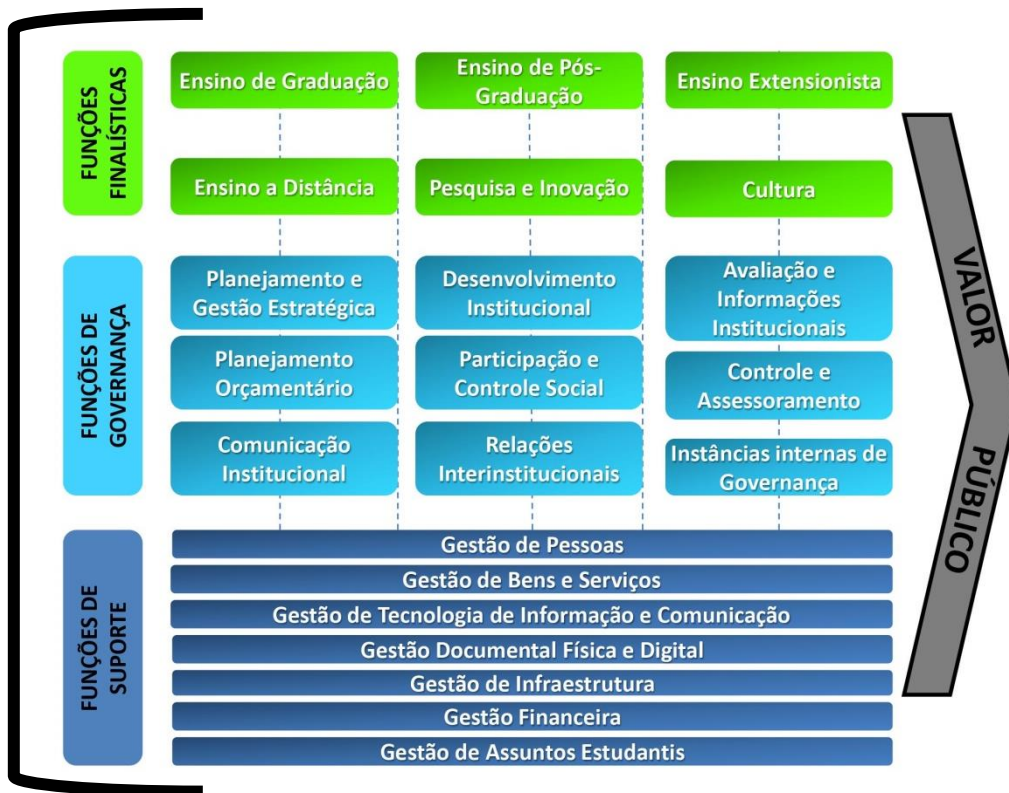 FUNÇÕES
FINALÍSTICAS
Ensino de Graduação
Ensino de Pós-
Graduação
Ensino Extensionista
Ensino a Distância
Pesquisa e Inovação
Cultura
FUNÇÕES DE
GOVERNANÇA
Planejamento e
Gestão Estratégica
Desenvolvimento
Institucional
Avaliação e
Informações
Institucionais
Planejamento
Orçamentário
Participação e
Controle Social
Controle e
Assessoramento
Comunicação
Institucional
Relações
Interinstitucionais
Instâncias internas de
Governança
FUNÇÕES DE
SUPORTE
Gestão de Pessoas
Gestão de Bens e Serviços
Gestão de Tecnologia de Informação e Comunicação
Gestão Documental Física e Digital
Gestão de Infraestrutura
Gestão Financeira
Gestão de Assuntos Estudantis
VALOR
PÚBLICO